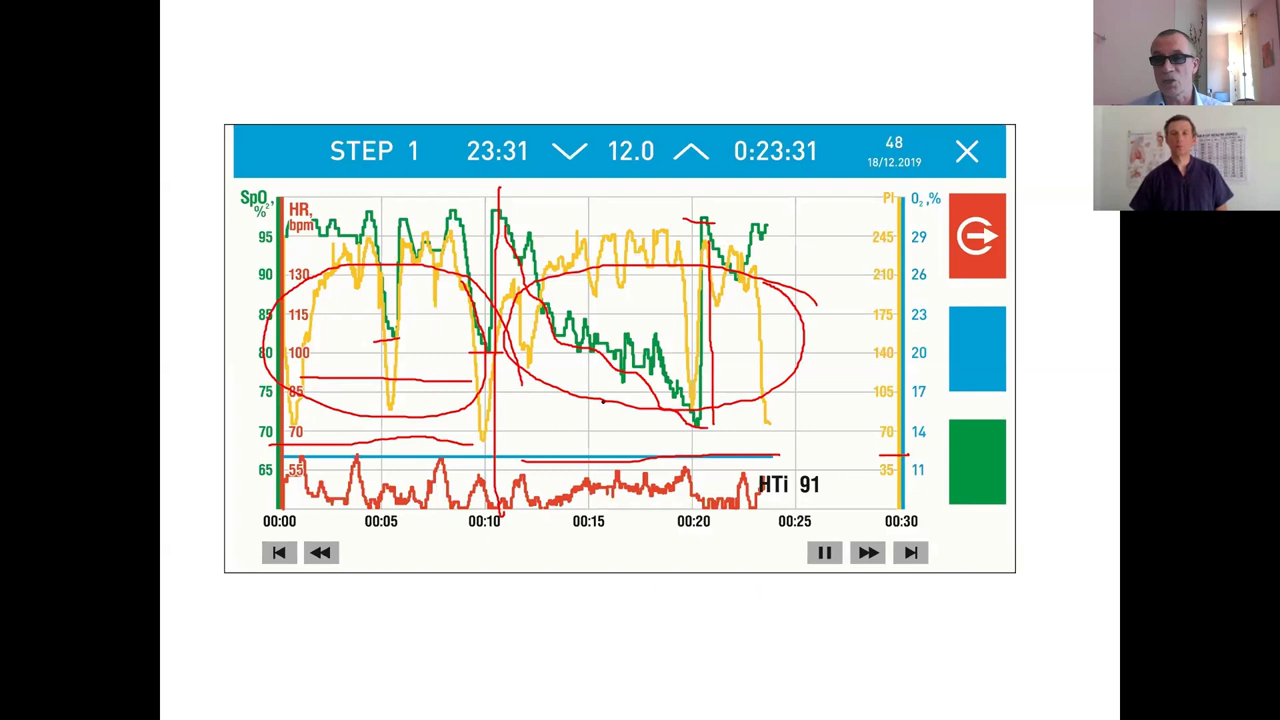 STEP 1 23:31 12.0 0:23:31 48
18/12/2019
SpO2, %
HR, bpm
PI
O2,%
95 245 29
90 130 210 26
85 115 175 23
80 100 140 20
75 85 105 17
70 70 70 14
65 55 35 11
HTi 91
00:00 00:05 00:10 00:15 00:20 00:25 00:30